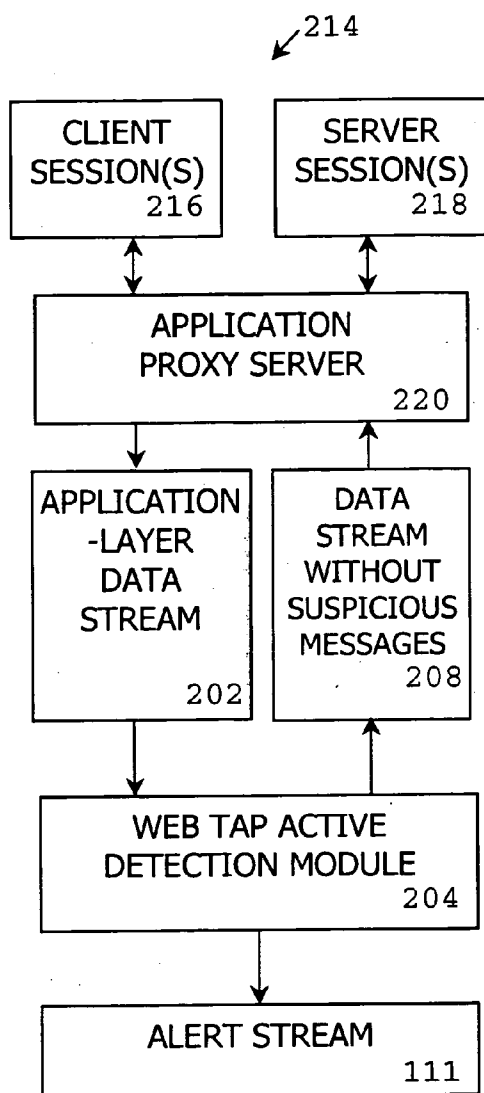 214
CLIENT
SESSION(S)
216
SERVER
SESSION(S)
218
APPLICATION
PROXY SERVER
220
APPLICATION
-LAYER
DATA
STREAM
202
DATA
STREAM
WITHOUT
SUSPICIOUS
MESSAGES
208
WEB TAP ACTIVE
DETECTION MODULE
204
ALERT STREAM
111